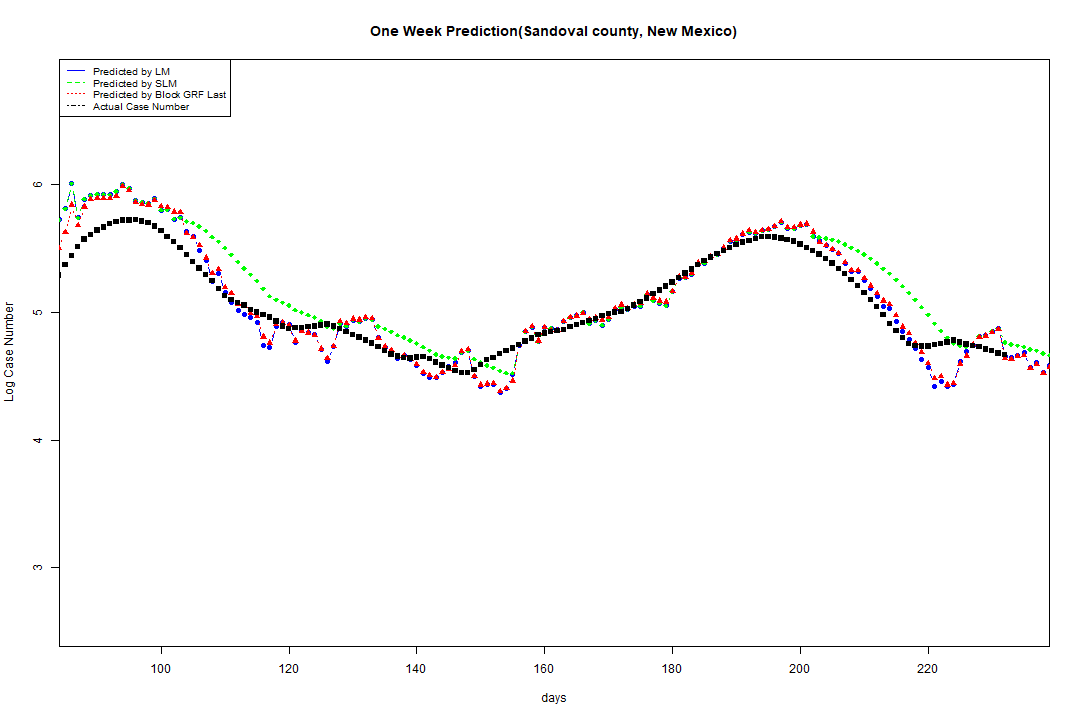 One Week Prediction(Sandoval county, New Mexico)
Predicted by LM
Predicted by SLM
Predicted by Block GRF Last
Actual Case Number
6
5
4
3
Log Case Number
100 120 140 160 180 200 220
days